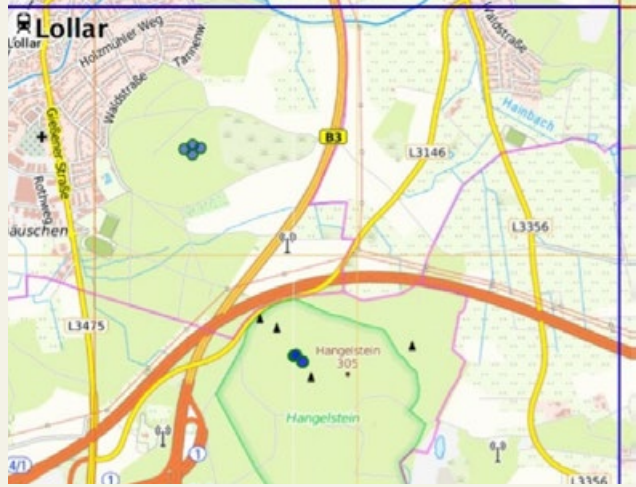 Lollar
Lollar
Holzmühler Weg
Tannenw
Waldstraße
Waldstraße
Hainbach
B3
Gießener Straße
L3146
Rothweg
äuschen
L3356
L3475
Hangelstein
305
Hangelstein
4/1
1
1
L3356